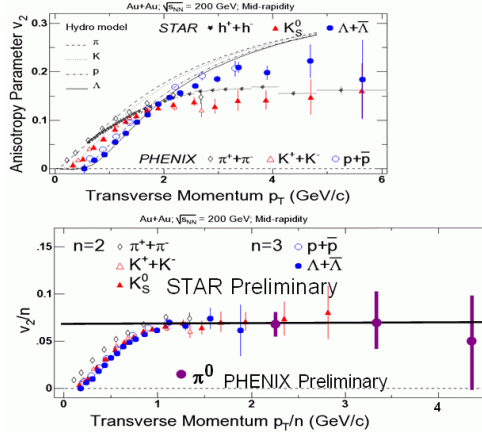 Au+Au; √sNN = 200 GeV; Mid-rapidity
Hydro model
π
K
p
Λ
STAR ✶ h⁺+h⁻ ▲ K⁰S ● Λ+Λ̅
PHENIX ◇ π⁺+π⁻ △ K⁺+K⁻ ○ p+p̅
Anisotropy Parameter v₂
0.3
0.2
0.1
0
0 2 4 6
Transverse Momentum pT (GeV/c)
Au+Au; √sNN = 200 GeV; Mid-rapidity
n=2 ◇ π⁺+π⁻ n=3 ○ p+p̅
△ K⁺+K⁻ ● Λ+Λ̅
▲ K⁰S
STAR Preliminary
● π⁰ PHENIX Preliminary
v₂/n
.15
0.1
.05
0
0 1 2 3 4
Transverse Momentum pT/n (GeV/c)